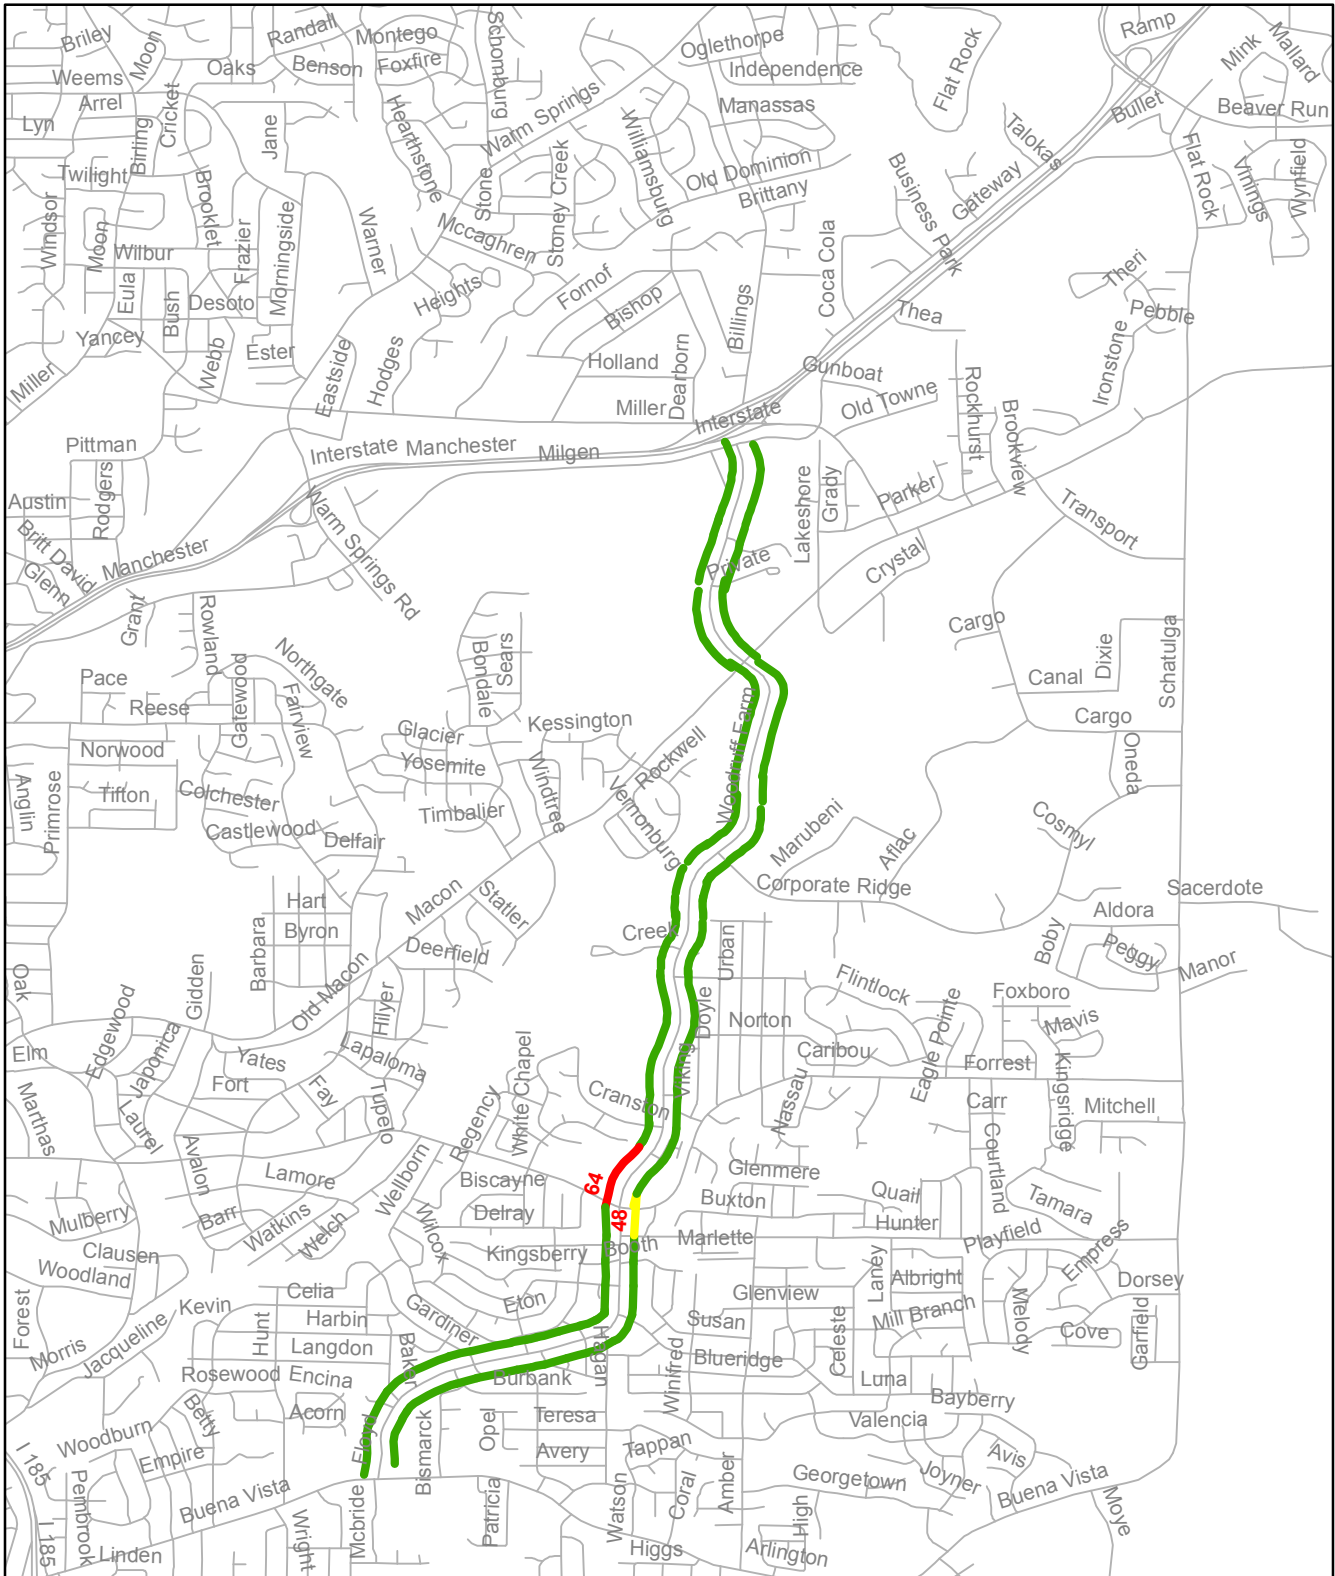 Briley
Moon
Randall
Montego
Schomburg
Oglethorpe
Ramp
Mink
Mallard
Weems
Oaks
Benson
Foxfire
Independence
Flat Rock
Arrel
Cricket
Hearthstone
Warm Springs
Manassas
Bullet
Beaver Run
Lyn
Birling
Jane
Williamsburg
Talokas
Flat Rock
Twilight
Brooklet
Stone
Stoney Creek
Old Dominion
Brittany
Business Park
Gateway
Vinings
Wynfield
Windsor
Moon
Wilbur
Frazier
Morningside
Warner
Mccaghren
Coca Cola
Eula
Bush
Desoto
Heights
Fornof
Bishop
Billings
Thea
Theri
Pebble
Yancey
Webb
Ester
Eastside
Hodges
Holland
Dearborn
Gunboat
Ironstone
Miller
Miller
Interstate
Old Towne
Rockhurst
Brookview
Pittman
Interstate
Manchester
Milgen
Austin
Rodgers
Lakeshore
Grady
Parker
Transport
Britt David
Glenn
Manchester
Warm Springs Rd
Private
Crystal
Grant
Rowland
Northgate
Bondale
Sears
Cargo
Dixie
Schatulga
Pace
Reese
Gatewood
Fairview
Kessington
Canal
Cargo
Norwood
Glacier
Yosemite
Windtree
Rockwell
Woodruff Farm
Oneda
Anglin
Primrose
Tifton
Colchester
Castlewood
Delfair
Timbalier
Vernonburg
Marubeni
Aflac
Cosmyl
Hart
Byron
Barbara
Macon
Statler
Corporate Ridge
Sacerdote
Aldora
Deerfield
Creek
Urban
Boby
Peggy
Manor
Oak
Gidden
Old Macon
Hilyer
Flintlock
Foxboro
Edgewood
Japonica
Doyle
Norton
Eagle Pointe
Mavis
Elm
Yates
Lapaloma
White Chapel
Viking
Caribou
Forrest
Fort
Fay
Tupelo
Regency
Cranston
Nassau
Carr
Kingsridge
Mitchell
Marthas
Laurel
Avalon
Lamore
Wellborn
Biscayne
64
Glenmere
Courtland
Mulberry
Barr
Watkins
Welch
Wilcox
Delray
48
Buxton
Quail
Hunter
Tamara
Clausen
Kingsberry
Booth
Marlette
Playfield
Empress
Woodland
Celia
Laney
Albright
Dorsey
Forest
Kevin
Hunt
Harbin
Gardiner
Eton
Glenview
Susan
Celeste
Mill Branch
Melody
Cove
Garfield
Morris
Jacqueline
Langdon
Baker
Hagan
Winifred
Blueridge
Rosewood
Encina
Burbank
Luna
Bayberry
Betty
Acorn
Floyd
Bismarck
Opel
Teresa
Valencia
Woodburn
Empire
Avery
Tappan
Avis
I 185
Pembrook
Buena Vista
Patricia
Watson
Coral
Amber
Georgetown
Joyner
Buena Vista
Moye
I 185
Linden
Wright
Mcbride
Higgs
High
Arlington